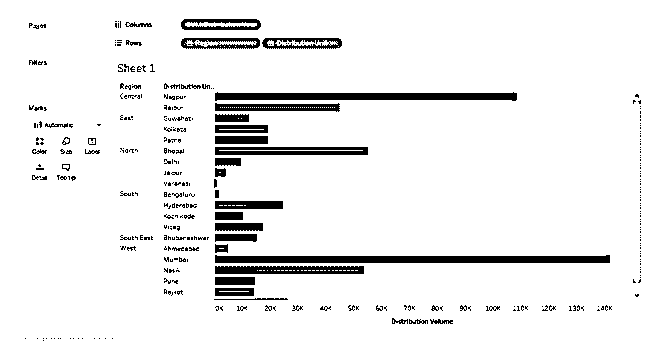 Pages
Columns
Rows
Region
Distribution Unit
Filters
Sheet 1
Region
Distribution Un..
Central
Nagpur
Raipur
East
Guwahati
Kolkata
Patna
North
Bhopal
Delhi
Jaipur
Varanasi
South
Bengaluru
Hyderabad
Kozhikode
Vizag
South East
Bhubaneshwar
West
Ahmedabad
Mumbai
Pune
Rajkot
Marks
Automatic
Color
Size
Label
Detail
Tooltip
0K 10K 20K 30K 40K 50K 60K 70K 80K 90K 100K 110K 120K 130K 140K
Distribution Volume